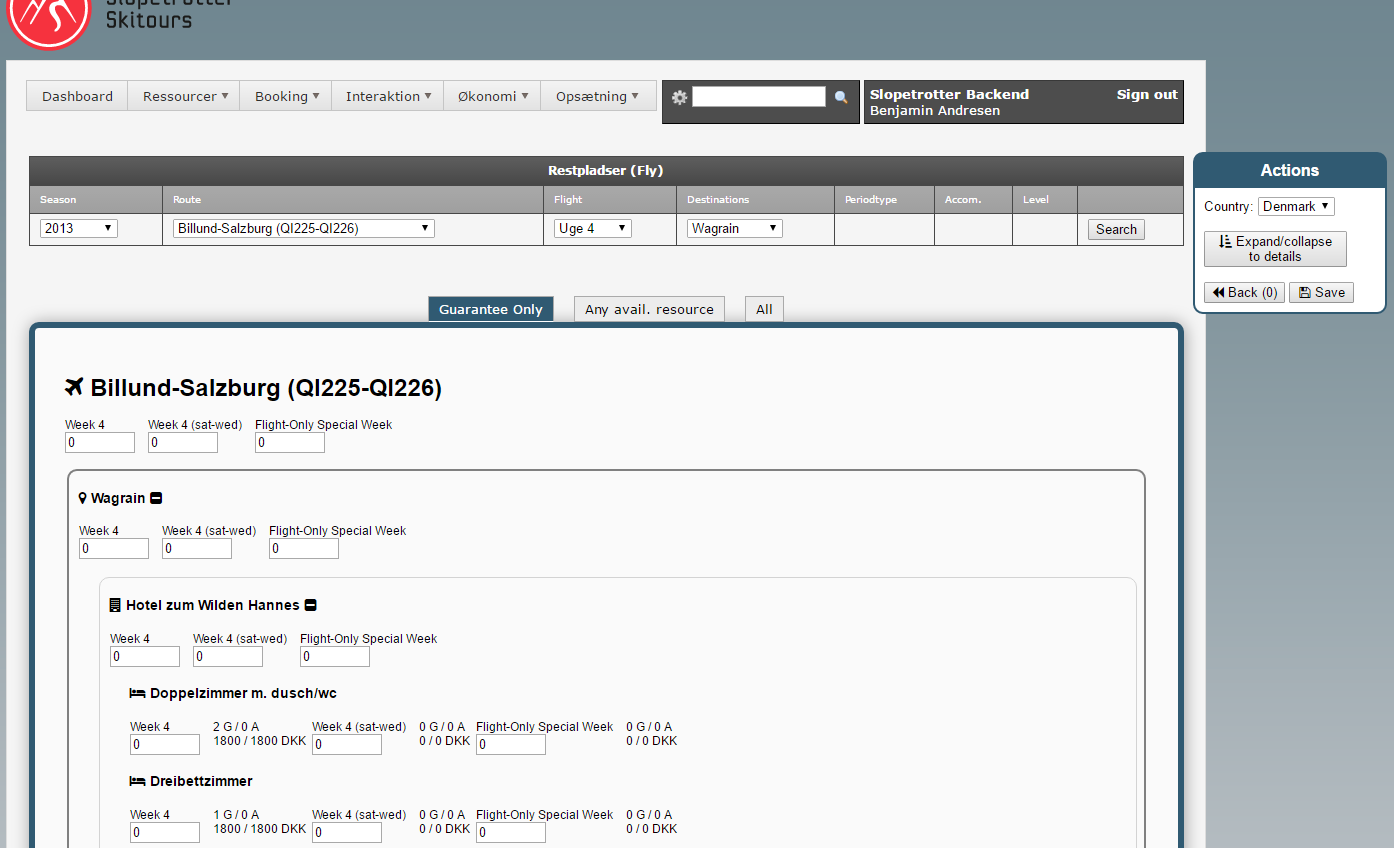 Slopetrotter
Skitours
Dashboard Ressourcer Booking Interaktion Økonomi Opsætning
Slopetrotter Backend Sign out
Benjamin Andresen
Restpladser (Fly)
Season Route Flight Destinations Periodtype Accom. Level
2013 Billund-Salzburg (QI225-QI226) Uge 4 Wagrain Search
Actions
Country: Denmark
Expand/collapse
to details
Back (0) Save
Guarantee Only Any avail. resource All
Billund-Salzburg (QI225-QI226)
Week 4 Week 4 (sat-wed) Flight-Only Special Week
0 0 0
Wagrain
Week 4 Week 4 (sat-wed) Flight-Only Special Week
0 0 0
Hotel zum Wilden Hannes
Week 4 Week 4 (sat-wed) Flight-Only Special Week
0 0 0
Doppelzimmer m. dusch/wc
Week 4 2 G / 0 A Week 4 (sat-wed) 0 G / 0 A Flight-Only Special Week 0 G / 0 A
0 1800 / 1800 DKK 0 0 / 0 DKK 0 0 / 0 DKK
Dreibettzimmer
Week 4 1 G / 0 A Week 4 (sat-wed) 0 G / 0 A Flight-Only Special Week 0 G / 0 A
0 1800 / 1800 DKK 0 0 / 0 DKK 0 0 / 0 DKK